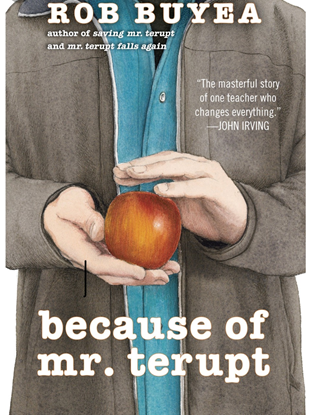 ROB BUYEA
author of saving mr. terupt
and mr. terupt falls again
“The masterful story
of one teacher who
changes everything.”
—JOHN IRVING
because of
mr. terupt